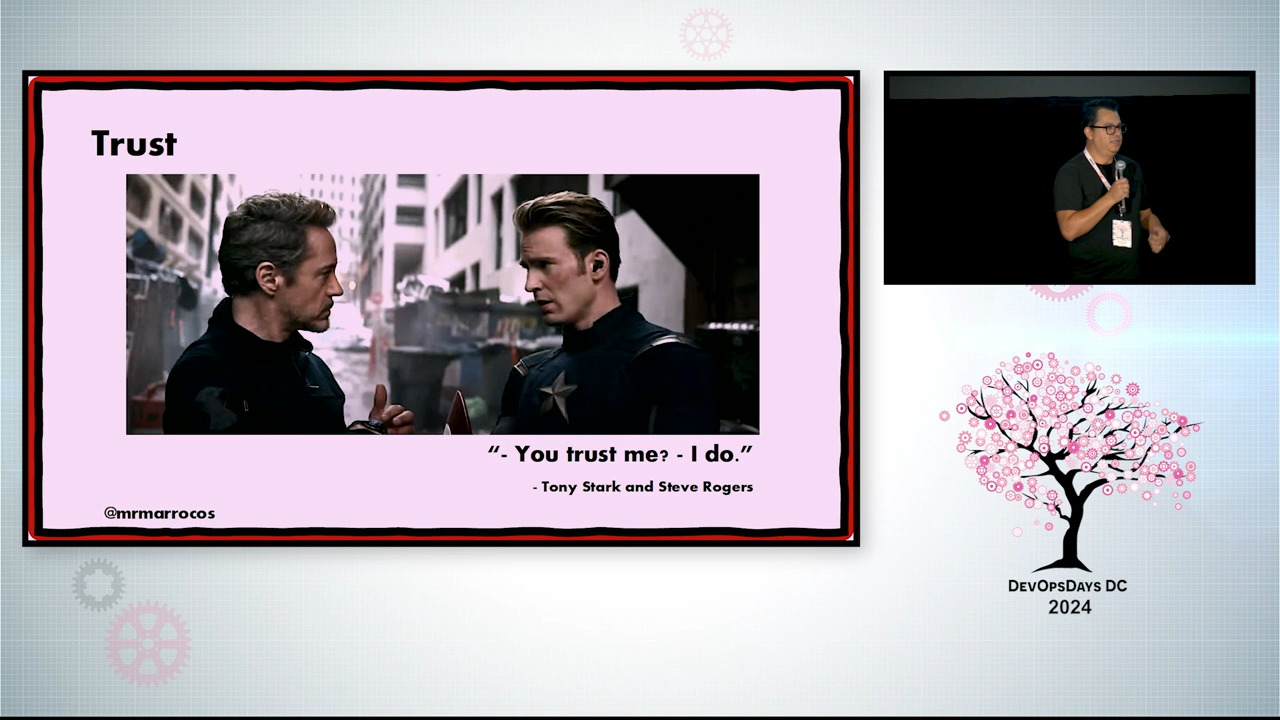 Trust
“- You trust me? - I do.”
- Tony Stark and Steve Rogers
@mrmarrocos
DevOpsDays DC
2024